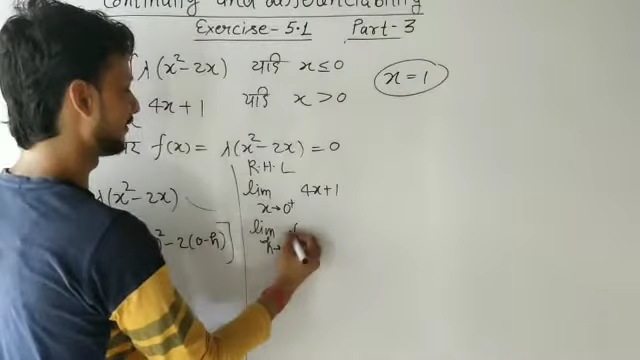 Continuity and differentiability
Exercise-5.1 Part-3
λ(x²-2x) यदि x≤0
4x+1 यदि x>0
x=1
f(x)= λ(x²-2x)=0
R.H.L
λ(x²-2x)
lim 4x+1
x→0⁺
-2(0-h)]
lim
h→